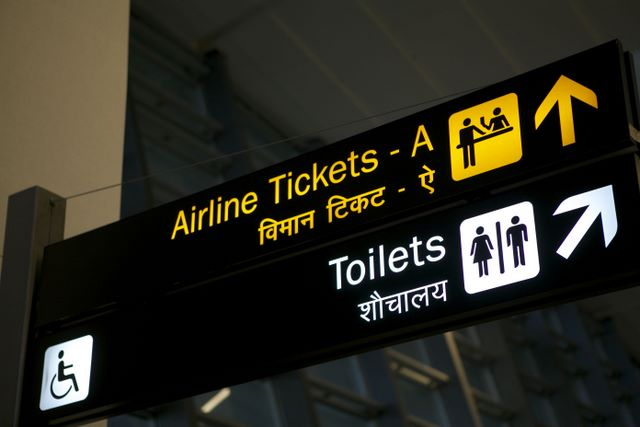 Airline Tickets - A
विमान टिकट - ऐ
Toilets
शौचालय